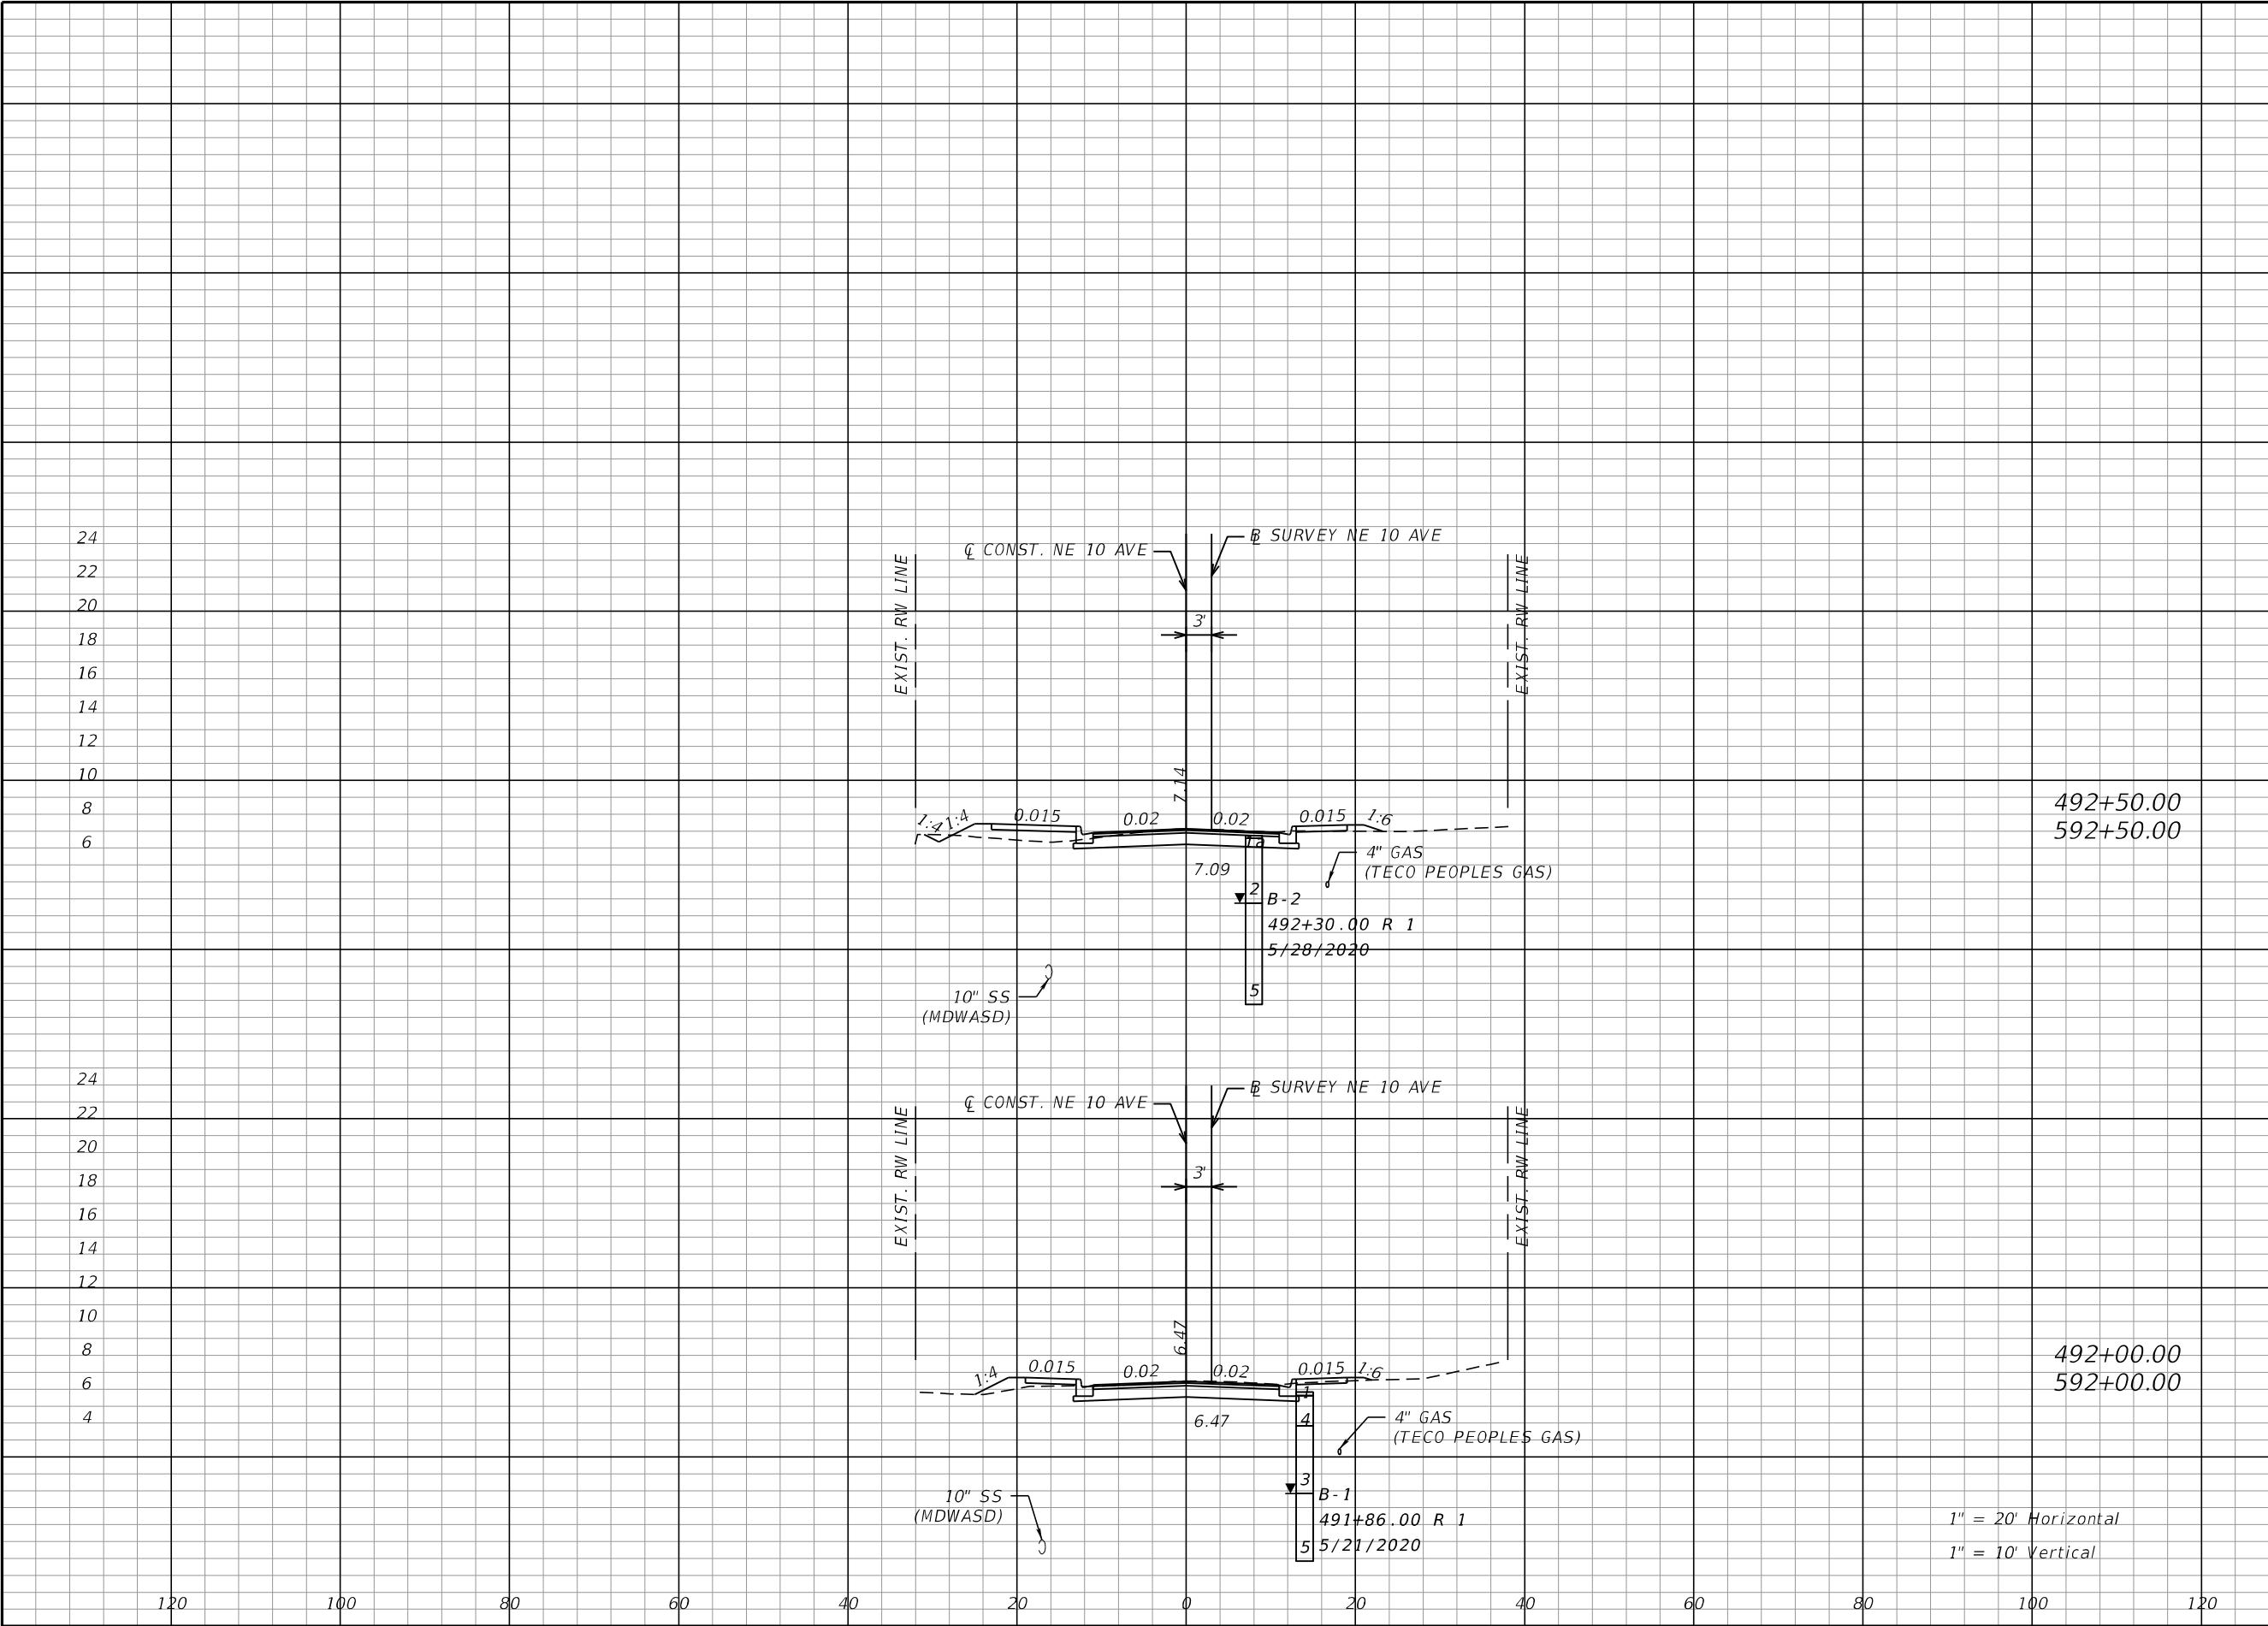 24
22
20
18
16
14
12
10
8
6
EXIST. RW LINE
℄ CONST. NE 10 AVE
BL SURVEY NE 10 AVE
EXIST. RW LINE
3'
7.14
1:4
1:4
0.015
0.02
0.02
0.015
1:6
7.09
1a
2
5
B-2
492+30.00 R 1
5/28/2020
4" GAS
(TECO PEOPLES GAS)
10" SS
(MDWASD)
492+50.00
592+50.00
24
22
20
18
16
14
12
10
8
6
4
EXIST. RW LINE
℄ CONST. NE 10 AVE
BL SURVEY NE 10 AVE
EXIST. RW LINE
3'
6.47
1:4
0.015
0.02
0.02
0.015
1:6
6.47
1
4
3
5
B-1
491+86.00 R 1
5/21/2020
4" GAS
(TECO PEOPLES GAS)
10" SS
(MDWASD)
492+00.00
592+00.00
1" = 20' Horizontal
1" = 10' Vertical
120 100 80 60 40 20 0 20 40 60 80 100 120